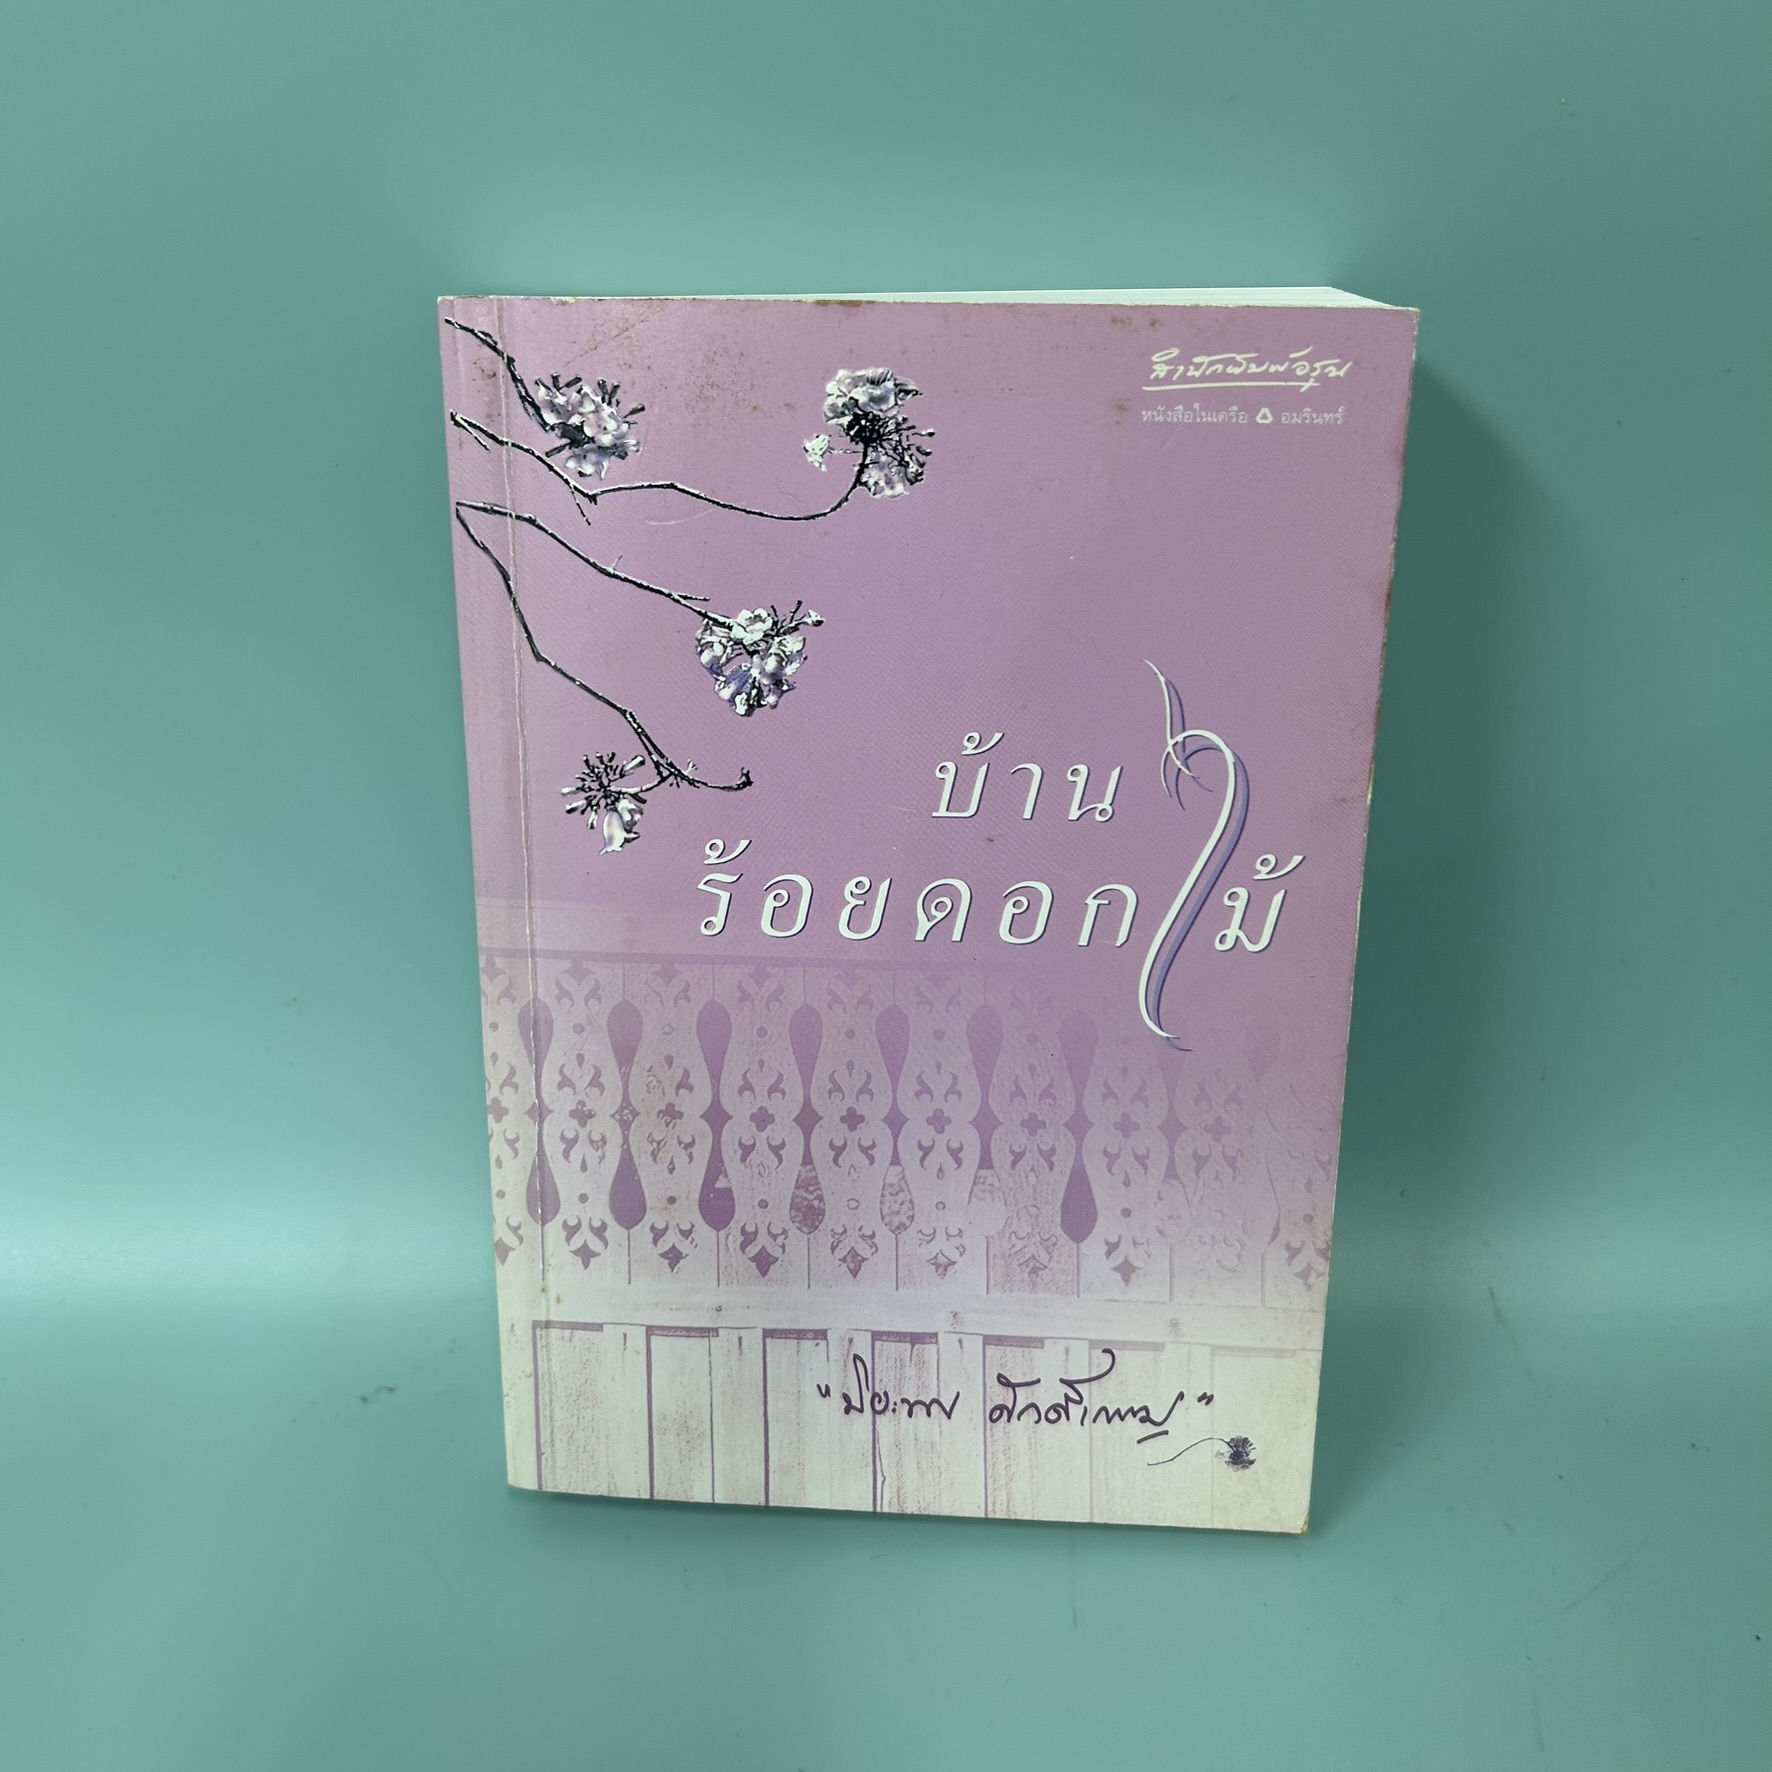 สำนักพิมพ์อรุณ
หนังสือในเครือ อมรินทร์
บ้าน
ร้อยดอกไม้
"ปิยะพร ศักดิ์เกษม"